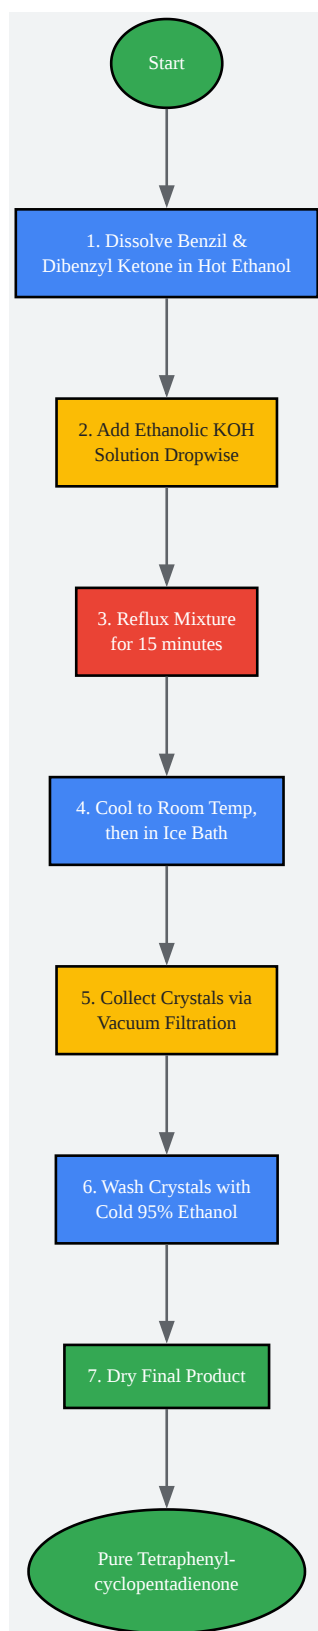 Start
1. Dissolve Benzil &
Dibenzyl Ketone in Hot Ethanol
2. Add Ethanolic KOH
Solution Dropwise
3. Reflux Mixture
for 15 minutes
4. Cool to Room Temp,
then in Ice Bath
5. Collect Crystals via
Vacuum Filtration
6. Wash Crystals with
Cold 95% Ethanol
7. Dry Final Product
Pure Tetraphenyl-
cyclopentadienone